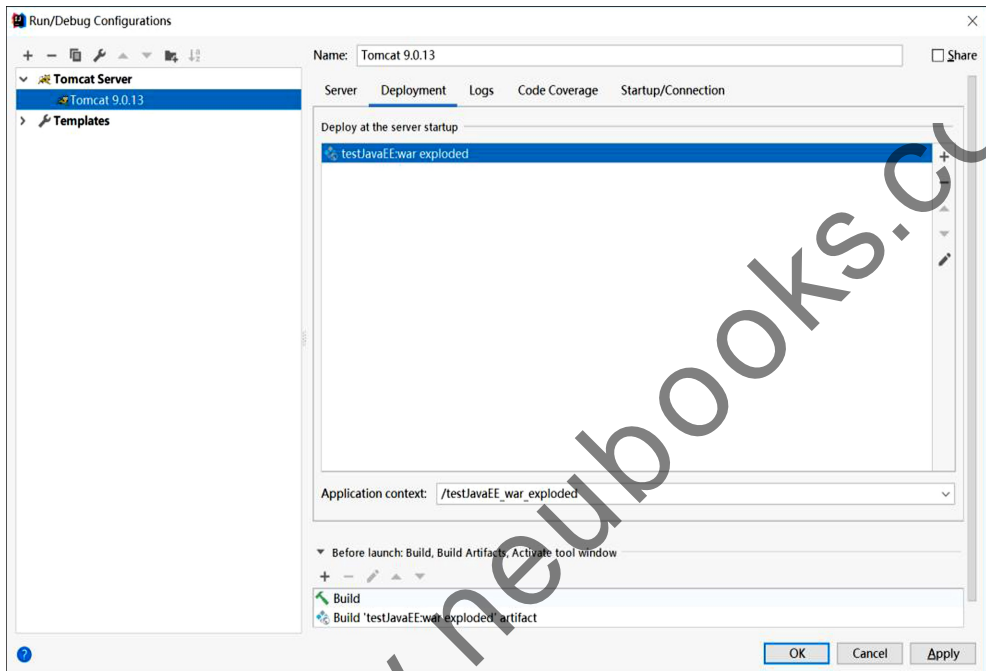 Run/Debug Configurations
Name: Tomcat 9.0.13 Share
Tomcat Server
Tomcat 9.0.13
Templates
Server Deployment Logs Code Coverage Startup/Connection
Deploy at the server startup
testJavaEE:war exploded
Application context: /testJavaEE_war_exploded
Before launch: Build, Build Artifacts, Activate tool window
Build
Build 'testJavaEE:war exploded' artifact
OK Cancel Apply
neubooks.co